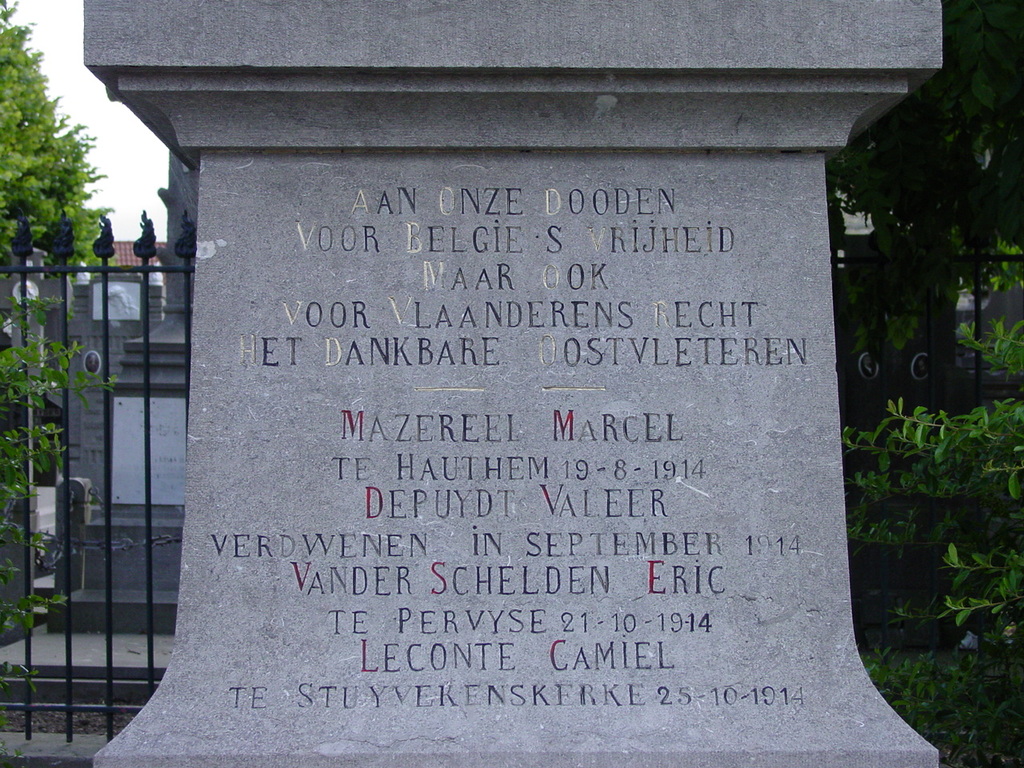 AAN ONZE DOODEN
VOOR BELGIE·S VRIJHEID
MAAR OOK
VOOR VLAANDERENS RECHT
HET DANKBARE OOSTVLETEREN
MAZEREEL MARCEL
TE HAUTHEM 19-8-1914
DEPUYDT VALEER
VERDWENEN IN SEPTEMBER 1914
VANDER SCHELDEN ERIC
TE PERVYSE 21-10-1914
LECONTE CAMIEL
TE STUYVEKENSKERKE 25-10-1914